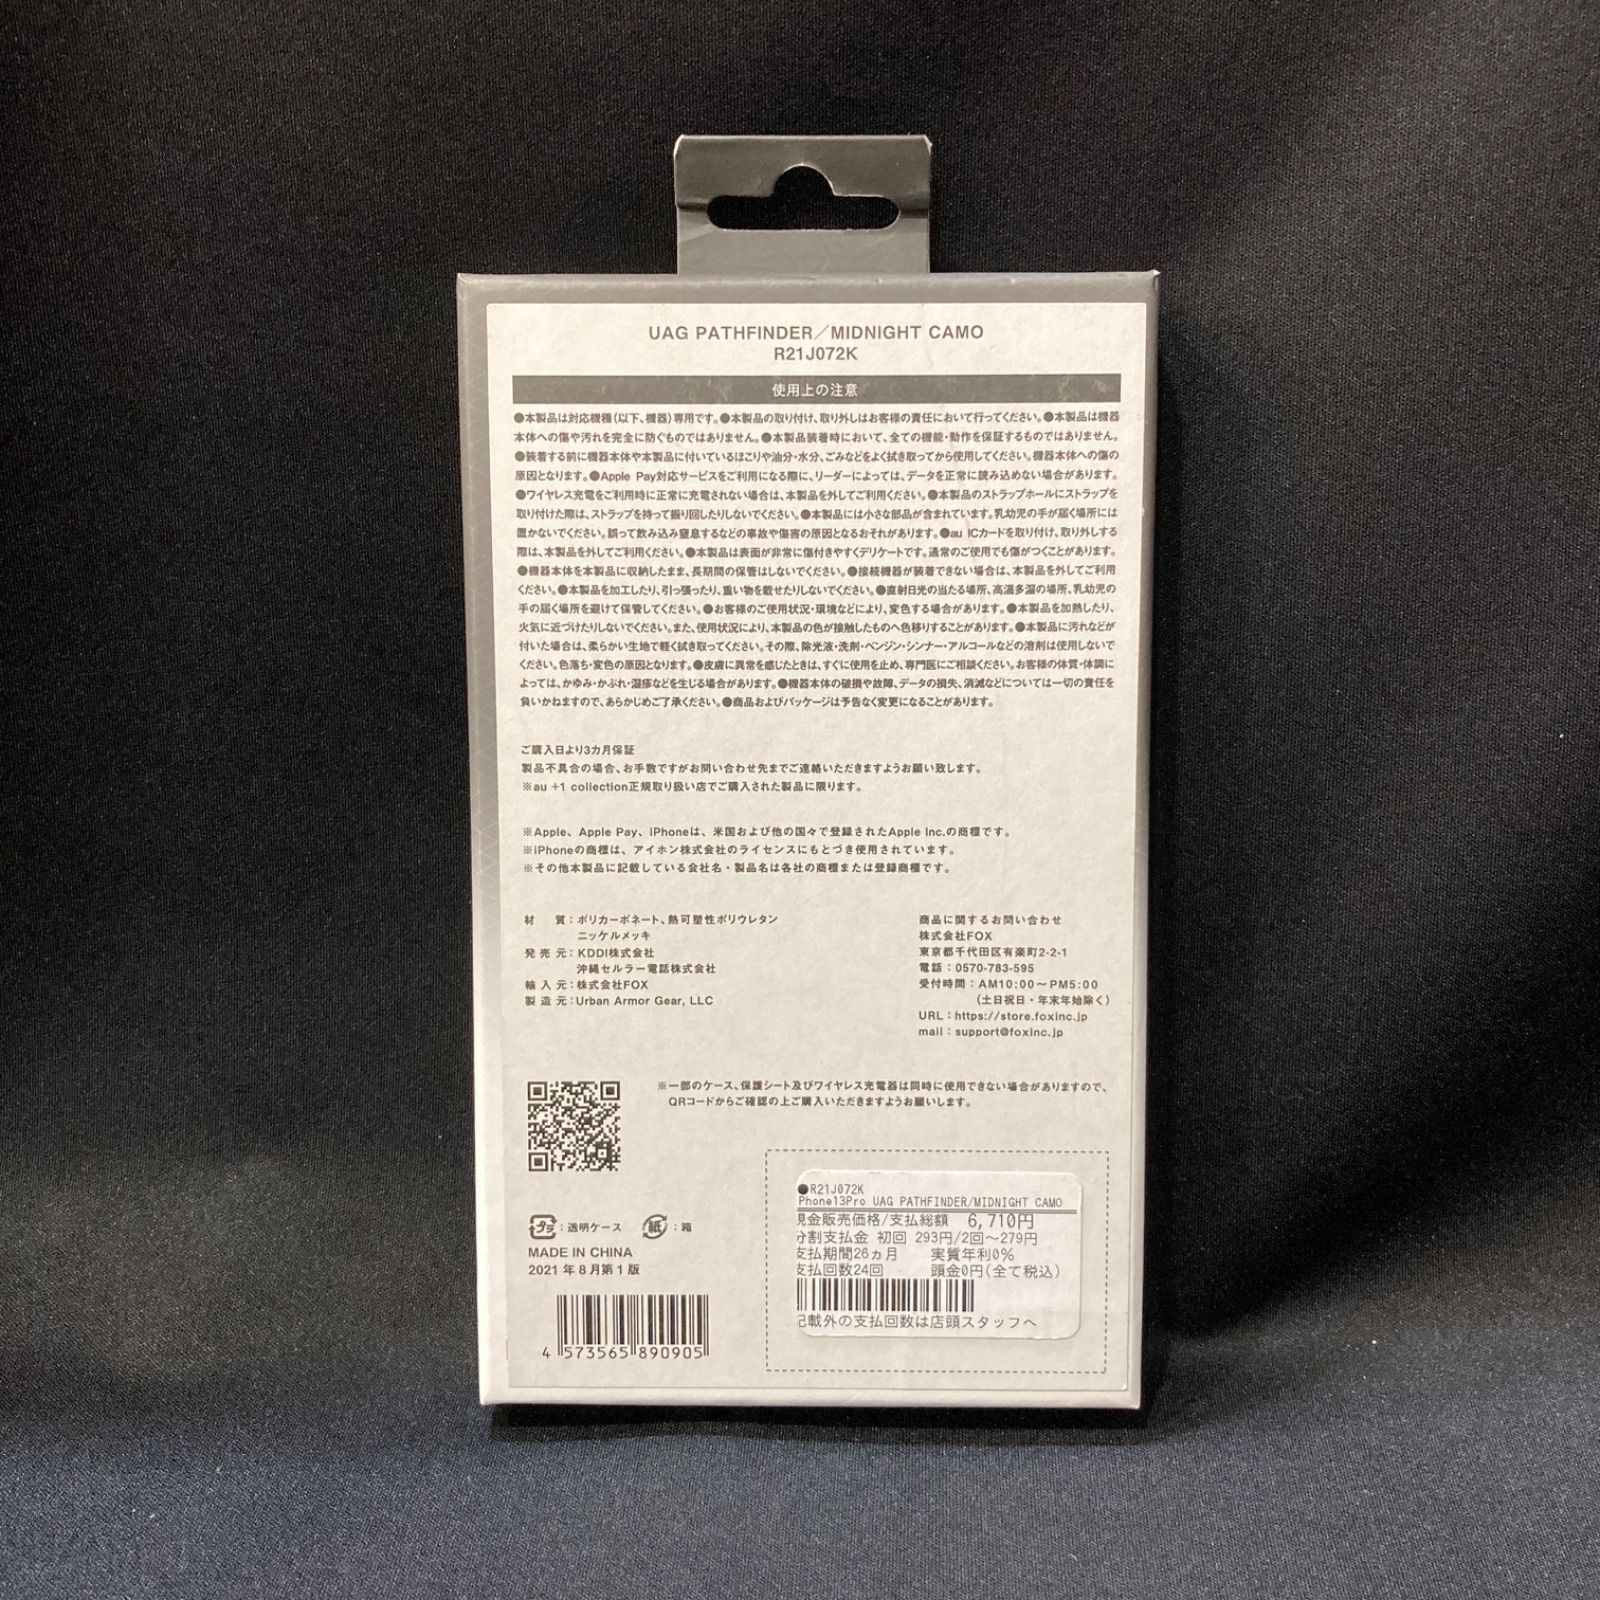 UAG PATHFINDER／MIDNIGHT CAMO
R21J072K
使用上の注意
●本製品は対応機種（以下、機器）専用です。●本製品の取り付け、取り外しはお客様の責任において行ってください。●本製品は機器
本体への傷や汚れを完全に防ぐものではありません。●本製品装着時において、全ての機能・動作を保証するものではありません。
●装着する前に機器本体や本製品に付いているほこりや油分・水分、ごみなどをよく拭き取ってから使用してください。機器本体への傷の
原因となります。●Apple Pay対応サービスをご利用になる際に、リーダーによっては、データを正常に読み込めない場合があります。
●ワイヤレス充電をご利用時に正常に充電されない場合は、本製品を外してご利用ください。●本製品のストラップホールにストラップを
取り付けた際は、ストラップを持って振り回したりしないでください。●本製品には小さな部品が含まれています。乳幼児の手が届く場所には
置かないでください。誤って飲み込み窒息するなどの事故や傷害の原因となるおそれがあります。●au ICカードを取り付け、取り外しする
際は、本製品を外してご利用ください。●本製品は表面が非常に傷付きやすくデリケートです。通常のご使用でも傷がつくことがあります。
●機器本体を本製品に収納したまま、長期間の保管はしないでください。●接続機器が装着できない場合は、本製品を外してご利用
ください。●本製品を加工したり、引っ張ったり、重い物を載せたりしないでください。●直射日光の当たる場所、高温多湿の場所、乳幼児の
手の届く場所を避けて保管してください。●お客様のご使用状況・環境などにより、変色する場合があります。●本製品を加熱したり、
火気に近づけたりしないでください。また、使用状況により、本製品の色が接触したものへ色移りすることがあります。●本製品に汚れなどが
付いた場合は、柔らかい生地で軽く拭き取ってください。その際、除光液・洗剤・ベンジン・シンナー・アルコールなどの溶剤は使用しないで
ください。色落ち・変色の原因となります。●皮膚に異常を感じたときは、すぐに使用を止め、専門医にご相談ください。お客様の体質・体調に
よっては、かゆみ・かぶれ・湿疹などを生じる場合があります。●機器本体の破損や故障、データの損失、消滅などについては一切の責任を
負いかねますので、あらかじめご了承ください。●商品およびパッケージは予告なく変更になることがあります。
ご購入日より3カ月保証
製品不具合の場合、お手数ですがお問い合わせ先までご連絡いただきますようお願い致します。
※au +1 collection正規取り扱い店でご購入された製品に限ります。
※Apple、Apple Pay、iPhoneは、米国および他の国々で登録されたApple Inc.の商標です。
※iPhoneの商標は、アイホン株式会社のライセンスにもとづき使用されています。
※その他本製品に記載している会社名・製品名は各社の商標または登録商標です。
材　質：ポリカーボネート、熱可塑性ポリウレタン
ニッケルメッキ
発 売 元：KDDI株式会社
沖縄セルラー電話株式会社
輸 入 元：株式会社FOX
製 造 元：Urban Armor Gear, LLC
商品に関するお問い合わせ
株式会社FOX
東京都千代田区有楽町2-2-1
電話：0570-783-595
受付時間：AM10:00～PM5:00
（土日祝日・年末年始除く）
URL：https://store.foxinc.jp
mail：support@foxinc.jp
※一部のケース、保護シート及びワイヤレス充電器は同時に使用できない場合がありますので、
QRコードからご確認の上ご購入いただきますようお願いします。
プラ：透明ケース　紙：箱
MADE IN CHINA
2021 年 8 月第 1 版
4 573565 890905
●R21J072K
Phone13Pro UAG PATHFINDER/MIDNIGHT CAMO
現金販売価格/支払総額 6,710円
分割支払金 初回 293円/2回～279円
支払期間26ヵ月　実質年利0%
支払回数24回　頭金0円(全て税込)
記載外の支払回数は店頭スタッフへ